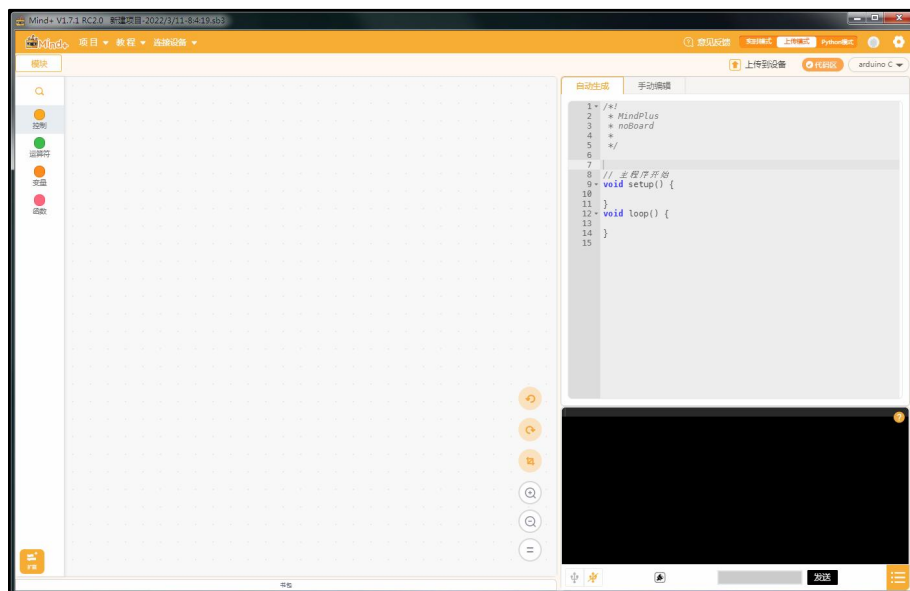 Mind+ V1.7.1 RC2.0 新建项目-2022/3/11-8:4:19.sb3
Mind+ 项目 教程 连接设备 意见反馈 实时模式 上传模式 Python模式
模块 上传到设备 代码区 arduino C
自动生成 手动编辑
控制
运算符
变量
函数
1 /*!
2 * MindPlus
3 * noBoard
4 *
5 */
6
7
8 // 主程序开始
9 void setup() {
10
11 }
12 void loop() {
13
14 }
15
?
扩展
书包
发送